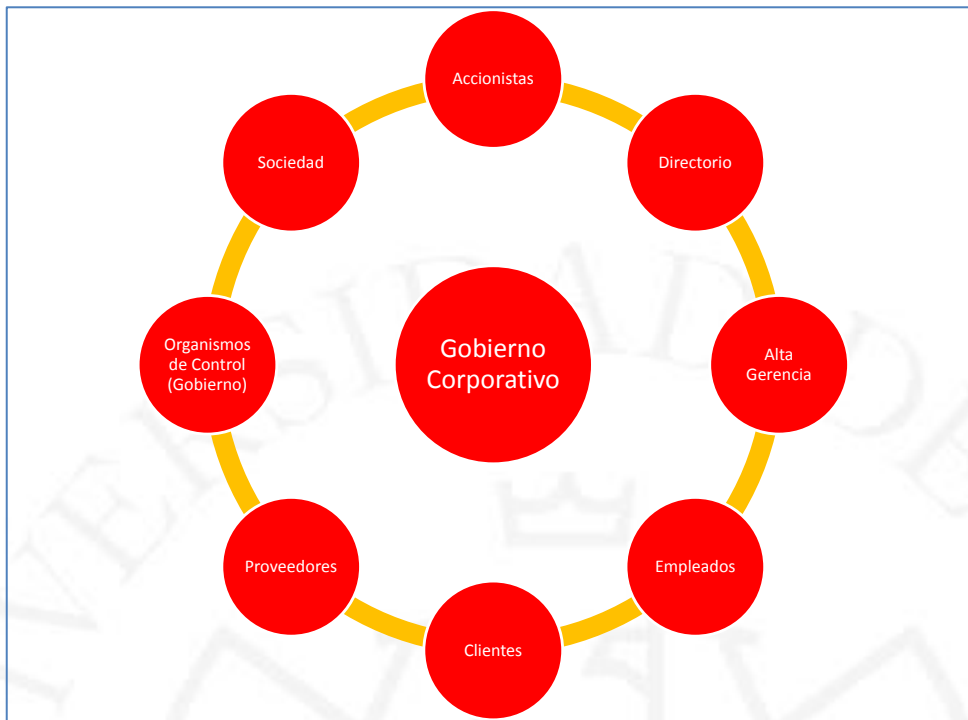 Accionistas
Sociedad
Directorio
Organismos
de Control
(Gobierno)
Gobierno
Corporativo
Alta
Gerencia
Proveedores
Empleados
Clientes